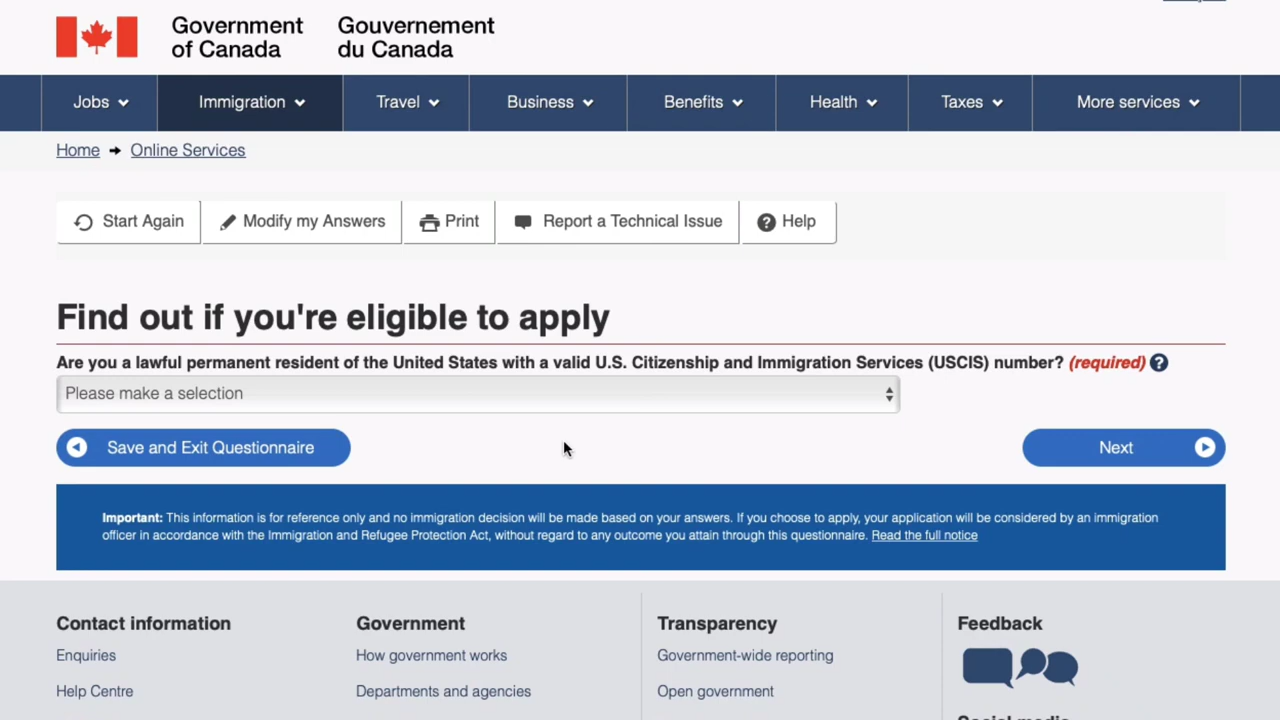 Government of Canada
Gouvernement du Canada
Jobs
Immigration
Travel
Business
Benefits
Health
Taxes
More services
Home
Online Services
Start Again
Modify my Answers
Print
Report a Technical Issue
Help
Find out if you're eligible to apply
Are you a lawful permanent resident of the United States with a valid U.S. Citizenship and Immigration Services (USCIS) number? (required)
Please make a selection
Save and Exit Questionnaire
Next
Important: This information is for reference only and no immigration decision will be made based on your answers. If you choose to apply, your application will be considered by an immigration
officer in accordance with the Immigration and Refugee Protection Act, without regard to any outcome you attain through this questionnaire. Read the full notice
Contact information
Enquiries
Help Centre
Government
How government works
Departments and agencies
Transparency
Government-wide reporting
Open government
Feedback